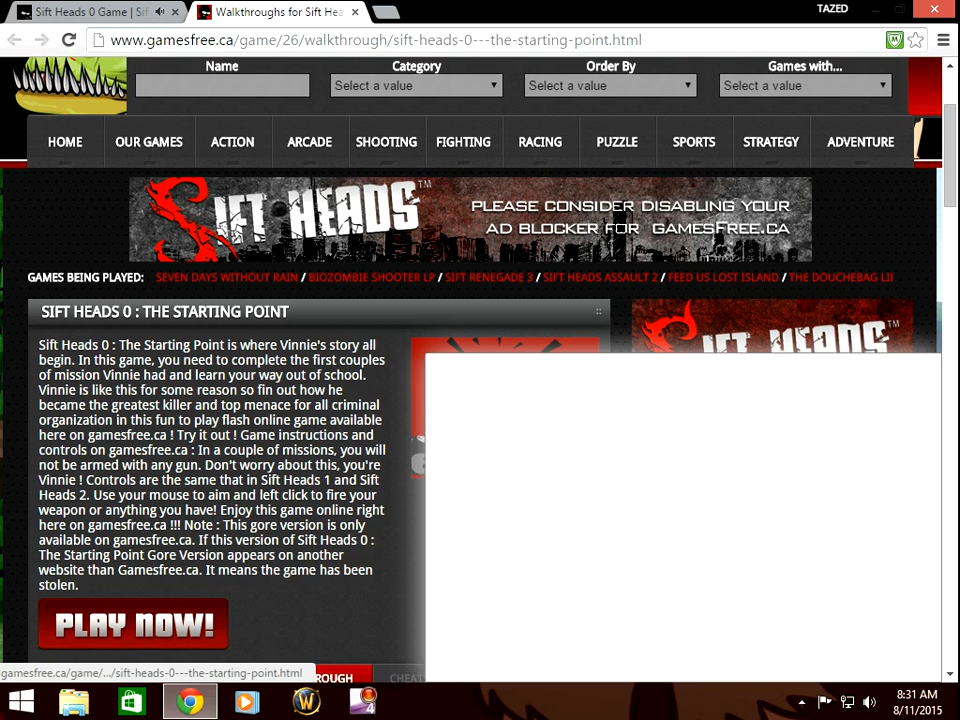 Sift Heads 0 Game | Sif
Walkthroughs for Sift Hea
TAZED
www.gamesfree.ca/game/26/walkthrough/sift-heads-0---the-starting-point.html
Name
Category
Order By
Games with...
Select a value
Select a value
Select a value
HOME
OUR GAMES
ACTION
ARCADE
SHOOTING
FIGHTING
RACING
PUZZLE
SPORTS
STRATEGY
ADVENTURE
SIFT HEADS™
PLEASE CONSIDER DISABLING YOUR
AD BLOCKER FOR GAMESFREE.CA
GAMES BEING PLAYED: SEVEN DAYS WITHOUT RAIN / BIOZOMBIE SHOOTER LP / SIFT RENEGADE 3 / SIFT HEADS ASSAULT 2 / FEED US LOST ISLAND / THE DOUCHEBAG LI
SIFT HEADS 0 : THE STARTING POINT
SIFT HEADS™
Sift Heads 0 : The Starting Point is where Vinnie's story all
begin. In this game, you need to complete the first couples
of mission Vinnie had and learn your way out of school.
Vinnie is like this for some reason so fin out how he
became the greatest killer and top menace for all criminal
organization in this fun to play flash online game available
here on gamesfree.ca ! Try it out ! Game instructions and
controls on gamesfree.ca : In a couple of missions, you will
not be armed with any gun. Don't worry about this, you're
Vinnie ! Controls are the same that in Sift Heads 1 and Sift
Heads 2. Use your mouse to aim and left click to fire your
weapon or anything you have! Enjoy this game online right
here on gamesfree.ca !!! Note : This gore version is only
available on gamesfree.ca. If this version of Sift Heads 0 :
The Starting Point Gore Version appears on another
website than Gamesfree.ca. It means the game has been
stolen.
PLAY NOW!
gamesfree.ca/game/.../sift-heads-0---the-starting-point.html
ROUGH
CHEATS
4
8:31 AM
8/11/2015